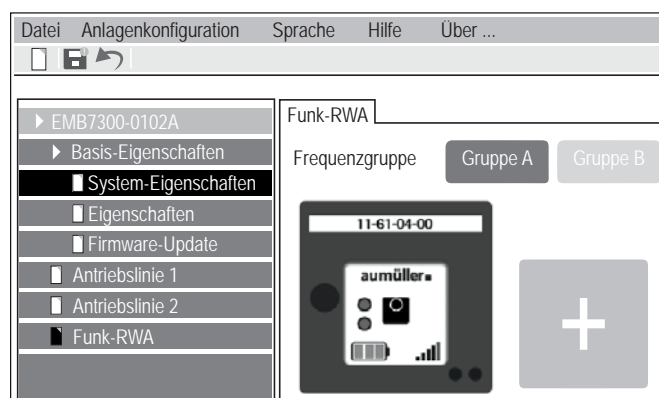 Datei Anlagenkonfiguration Sprache Hilfe Über ...
EMB7300-0102A
Basis-Eigenschaften
System-Eigenschaften
Eigenschaften
Firmware-Update
Antriebslinie 1
Antriebslinie 2
Funk-RWA
Funk-RWA
Frequenzgruppe Gruppe A Gruppe B
11-61-04-00
aumüller
+